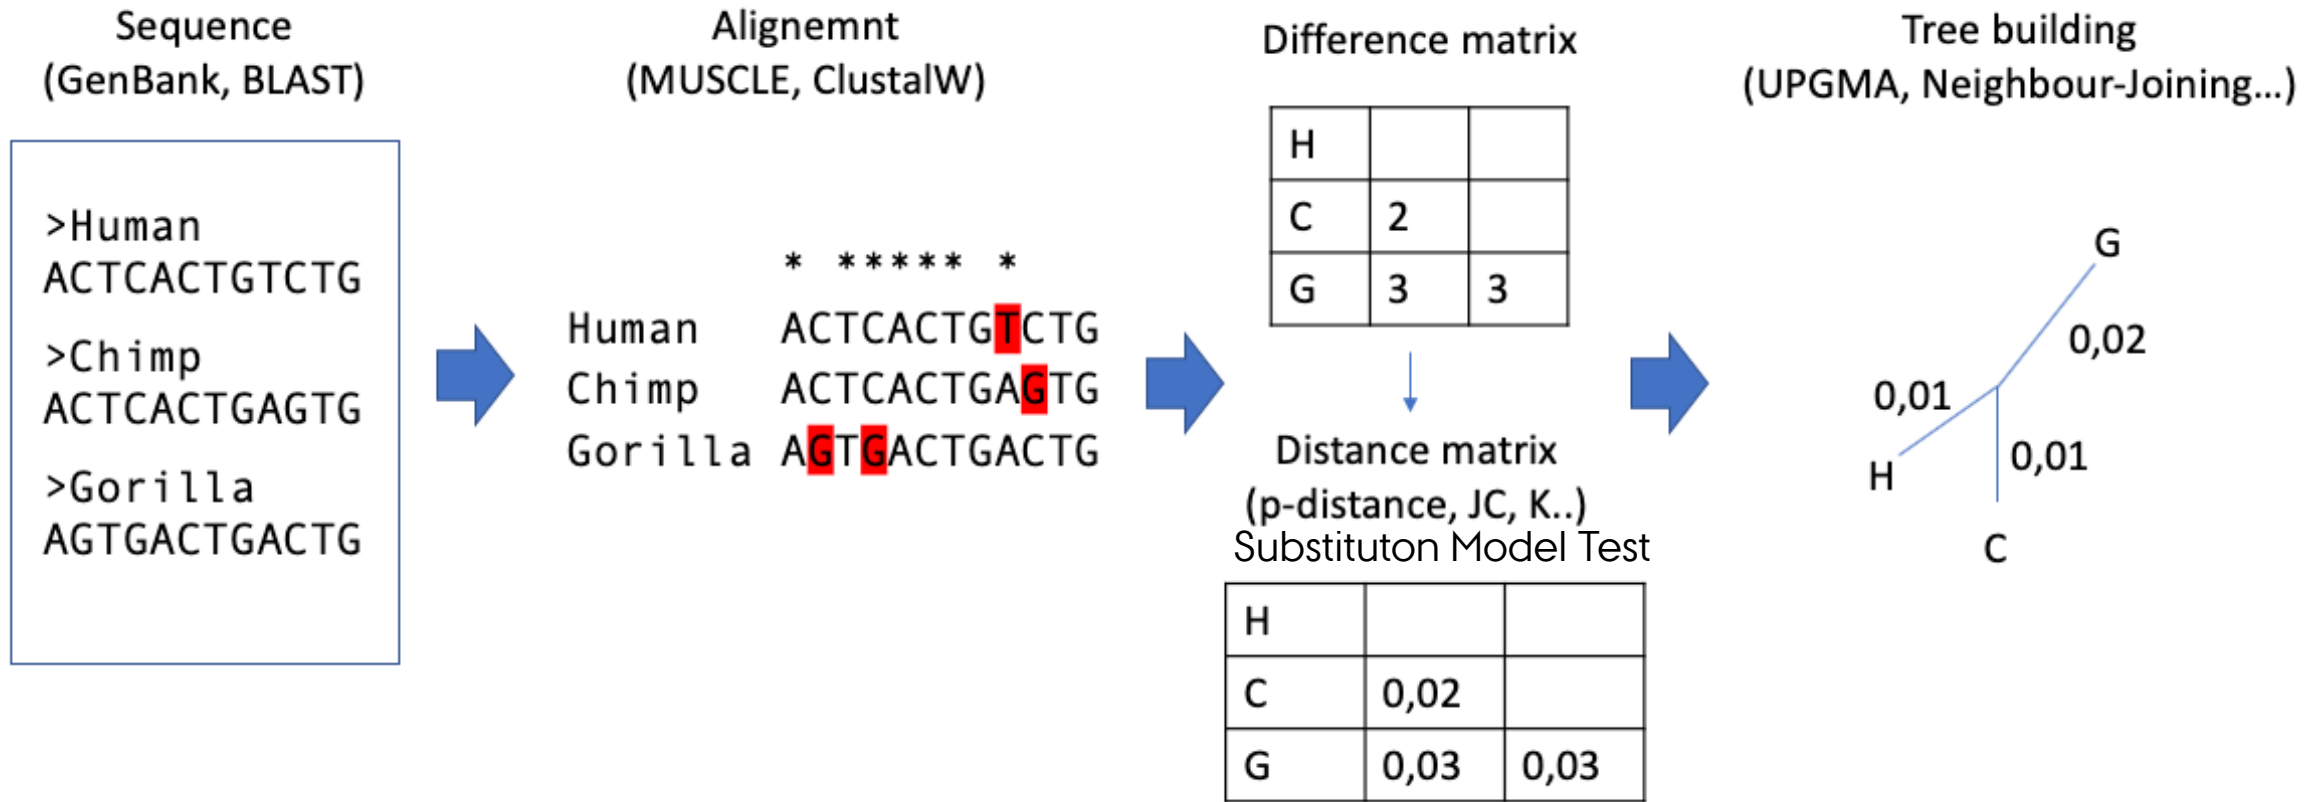 Sequence
(GenBank, BLAST)
>Human
ACTCACTGTCTG
>Chimp
ACTCACTGAGTG
>Gorilla
AGTGACTGACTG
Alignemnt
(MUSCLE, ClustalW)
* ***** *
Human ACTCACTGTCTG
Chimp ACTCACTGAGTG
Gorilla AGTGACTGACTG
Difference matrix
H
C 2
G 3 3
Distance matrix
(p-distance, JC, K..)
Substituton Model Test
H
C 0,02
G 0,03 0,03
Tree building
(UPGMA, Neighbour-Joining...)
G
0,02
0,01
H
0,01
C